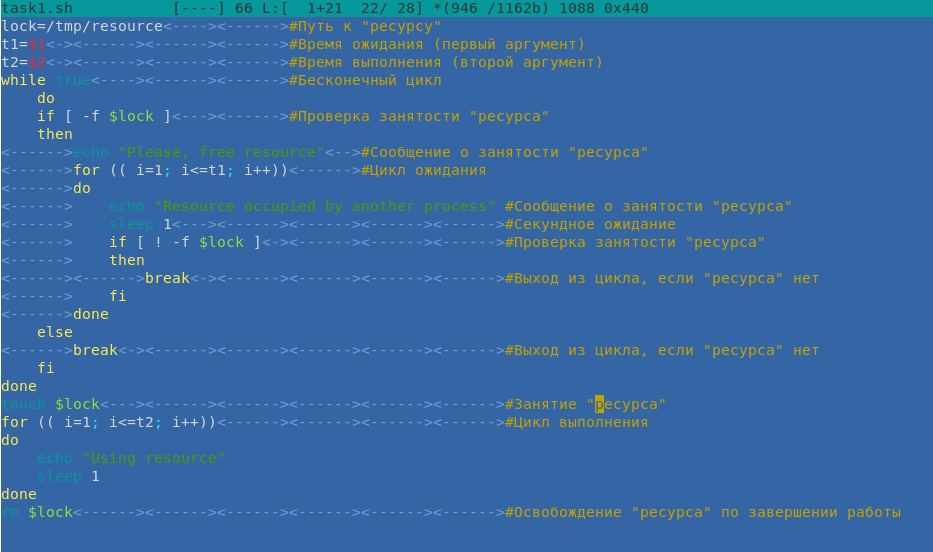 task1.sh [----] 66 L:[ 1+21 22/ 28] *(946 /1162b) 1088 0x440
lock=/tmp/resource<----><------>#Путь к "ресурсу"
t1=$1<-><------><------><------>#Время ожидания (первый аргумент)
t2=$2<-><------><------><------>#Время выполнения (второй аргумент)
while true<----><------><------>#Бесконечный цикл
    do
    if [ -f $lock ]<---><------>#Проверка занятости "ресурса"
    then
<------>echo "Please, free resource"<-->#Сообщение о занятости "ресурса"
<------>for (( i=1; i<=t1; i++))<------>#Цикл ожидания
<------>do
<------>    echo "Resource occupied by another process" #Сообщение о занятости "ресурса"
<------>    sleep 1<----><------><------><------><------>#Секундное ожидание
<------>    if [ ! -f $lock ]<-><------><------><------>#Проверка занятости "ресурса"
<------>    then
<------><------>break<-><------><------><------><------>#Выход из цикла, если "ресурса" нет
<------>    fi
<------>done
    else
<------>break<-><------><------><------><------><------>#Выход из цикла, если "ресурса" нет
    fi
done
touch $lock<---><------><------><------><------><------>#Занятие "ресурса"
for (( i=1; i<=t2; i++))<------><------><------><------>#Цикл выполнения
do
    echo "Using resource"
    sleep 1
done
rm $lock<------><------><------><------><------><------>#Освобождение "ресурса" по завершении работы